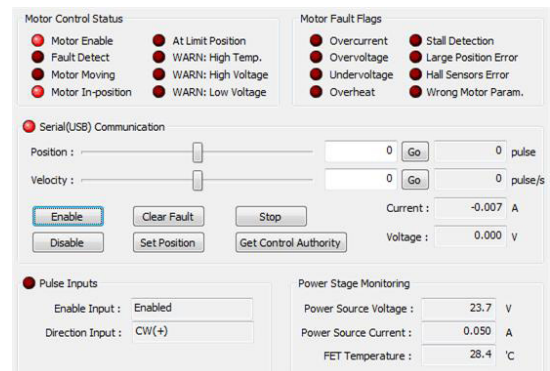 Motor Control Status
Motor Enable
Fault Detect
Motor Moving
Motor In-position
At Limit Position
WARN: High Temp.
WARN: High Voltage
WARN: Low Voltage
Motor Fault Flags
Overcurrent
Overvoltage
Undervoltage
Overheat
Stall Detection
Large Position Error
Hall Sensors Error
Wrong Motor Param.
Serial(USB) Communication
Position : 0 Go 0 pulse
Velocity : 0 Go 0 pulse/s
Enable Clear Fault Stop
Disable Set Position Get Control Authority
Current : -0.007 A
Voltage : 0.000 V
Pulse Inputs
Enable Input : Enabled
Direction Input : CW(+)
Power Stage Monitoring
Power Source Voltage : 23.7 V
Power Source Current : 0.050 A
FET Temperature : 28.4 'C